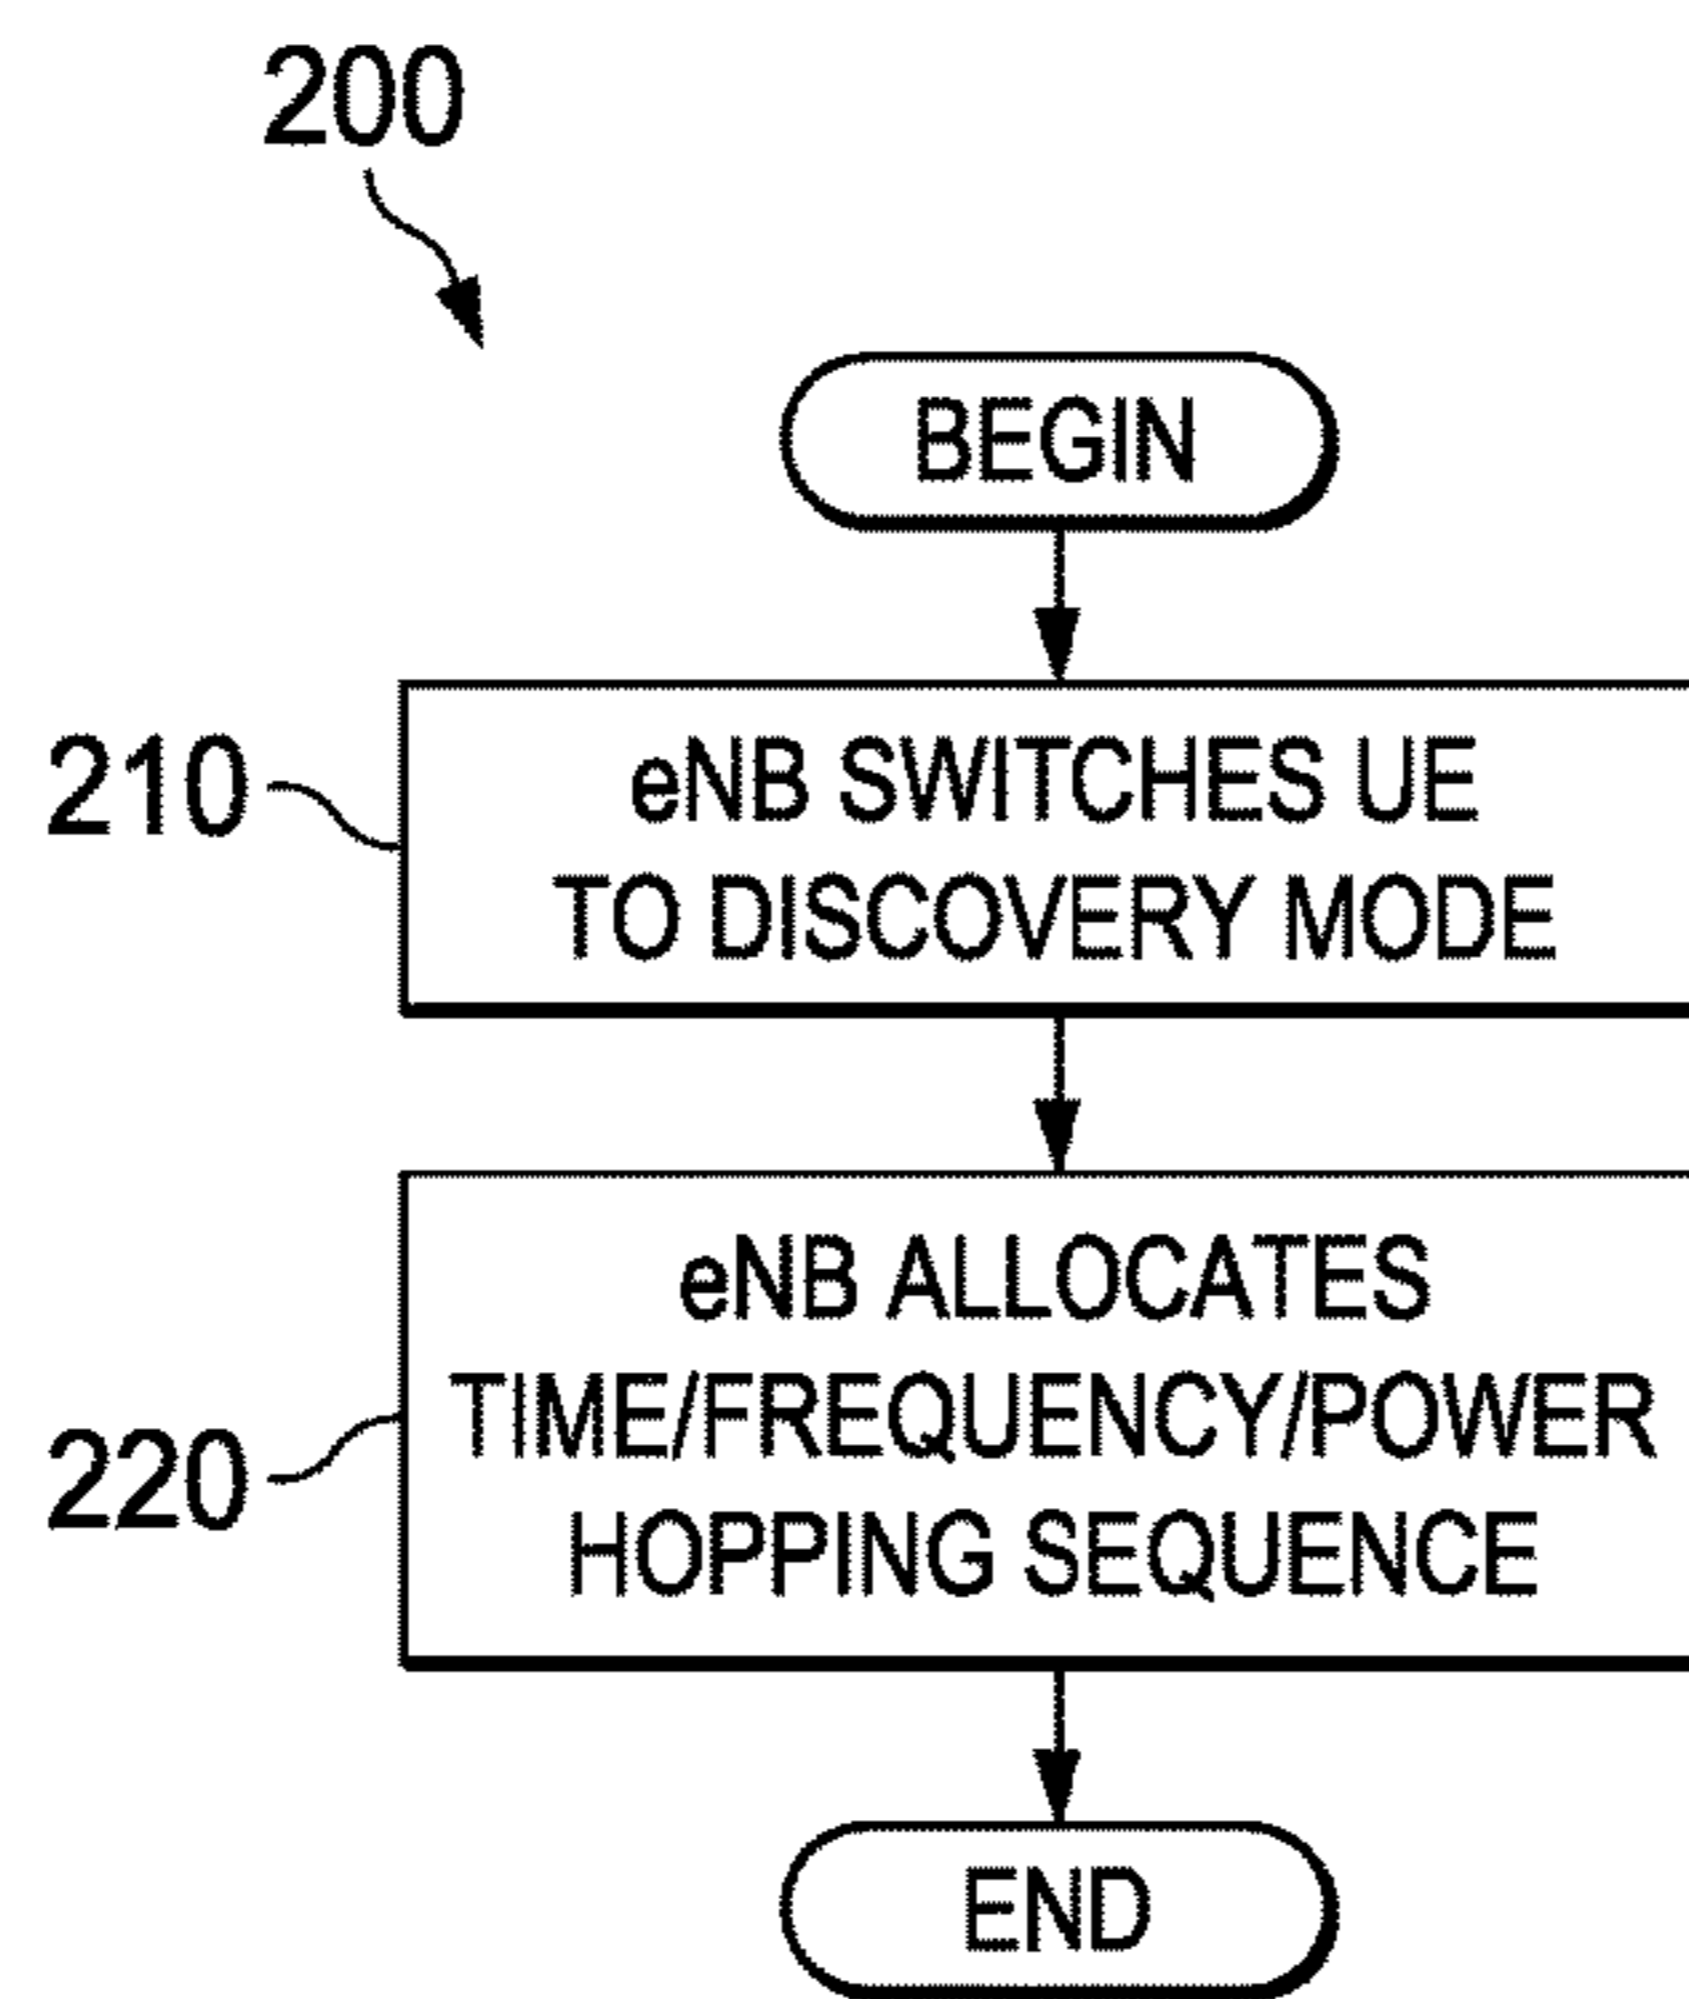 200
BEGIN
210
eNB SWITCHES UE
TO DISCOVERY MODE
220
eNB ALLOCATES
TIME/FREQUENCY/POWER
HOPPING SEQUENCE
END